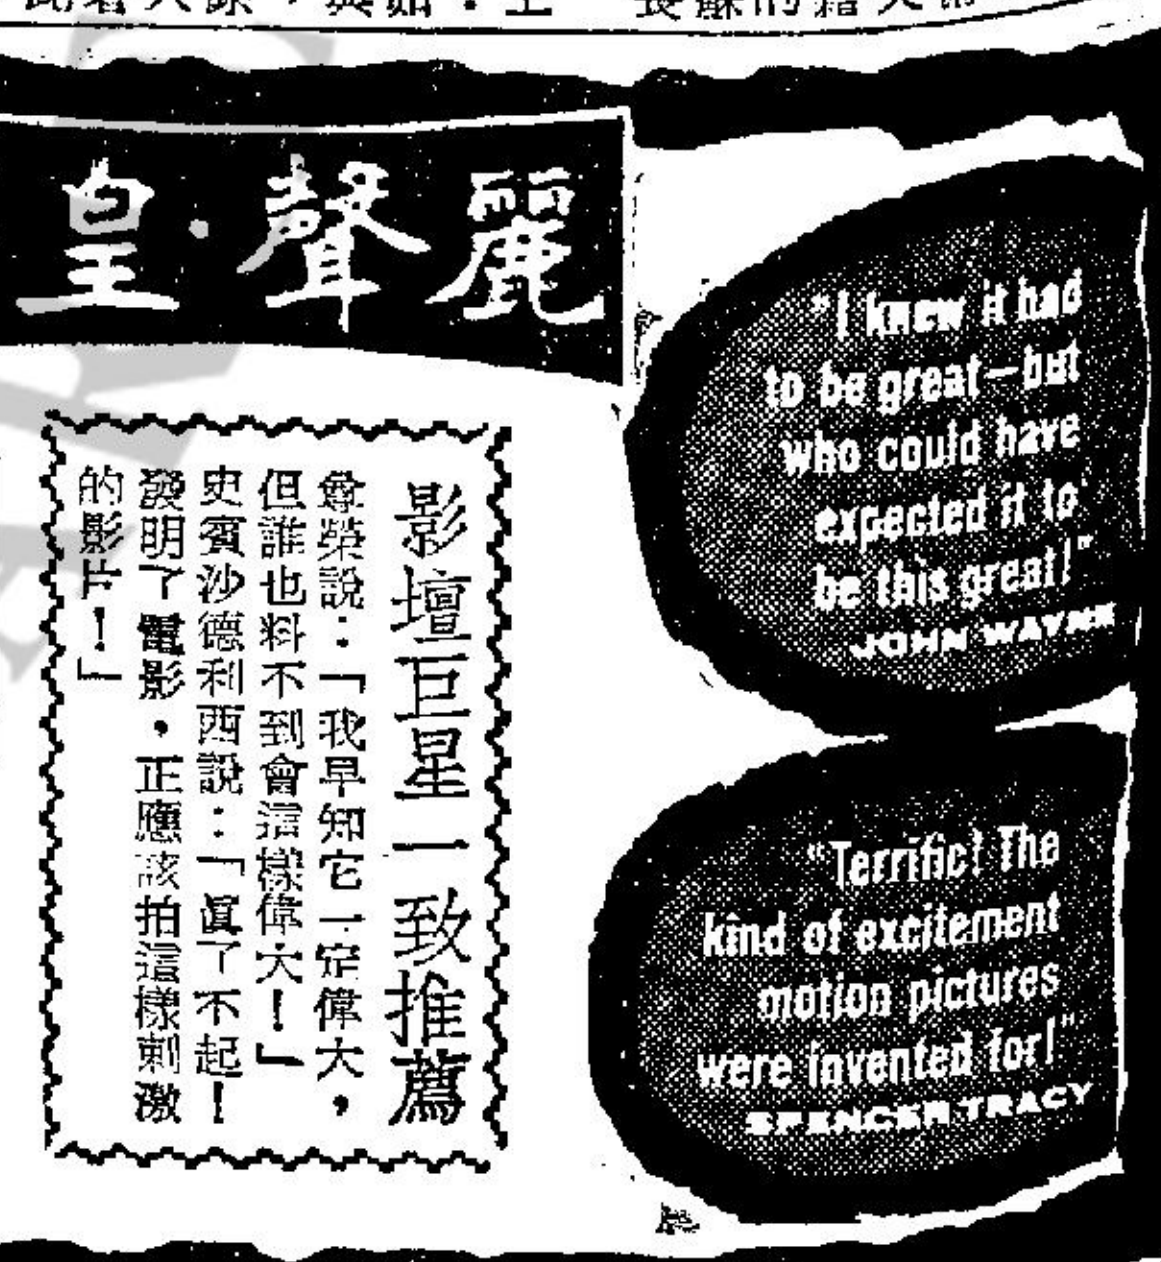 麗聲·皇
"I knew it had
to be great—but
who could have
expected it to
be this great!"
JOHN WAYNE
"Terrific! The
kind of excitement
motion pictures
were invented for!"
SPENCER TRACY
影壇巨星一致推薦
榮說：「我早知它一定偉大，
但誰也料不到會這樣偉大！」
史賓沙德利西說：「眞了不起！
發明了電影，正應該拍這樣刺激
的影片！」